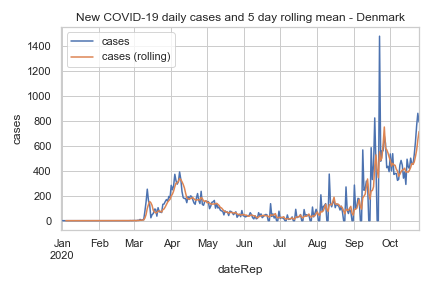 New COVID-19 daily cases and 5 day rolling mean - Denmark
cases
cases (rolling)
1400
1200
1000
800
600
400
200
0
cases
Jan Feb Mar Apr May Jun Jul Aug Sep Oct
2020
dateRep